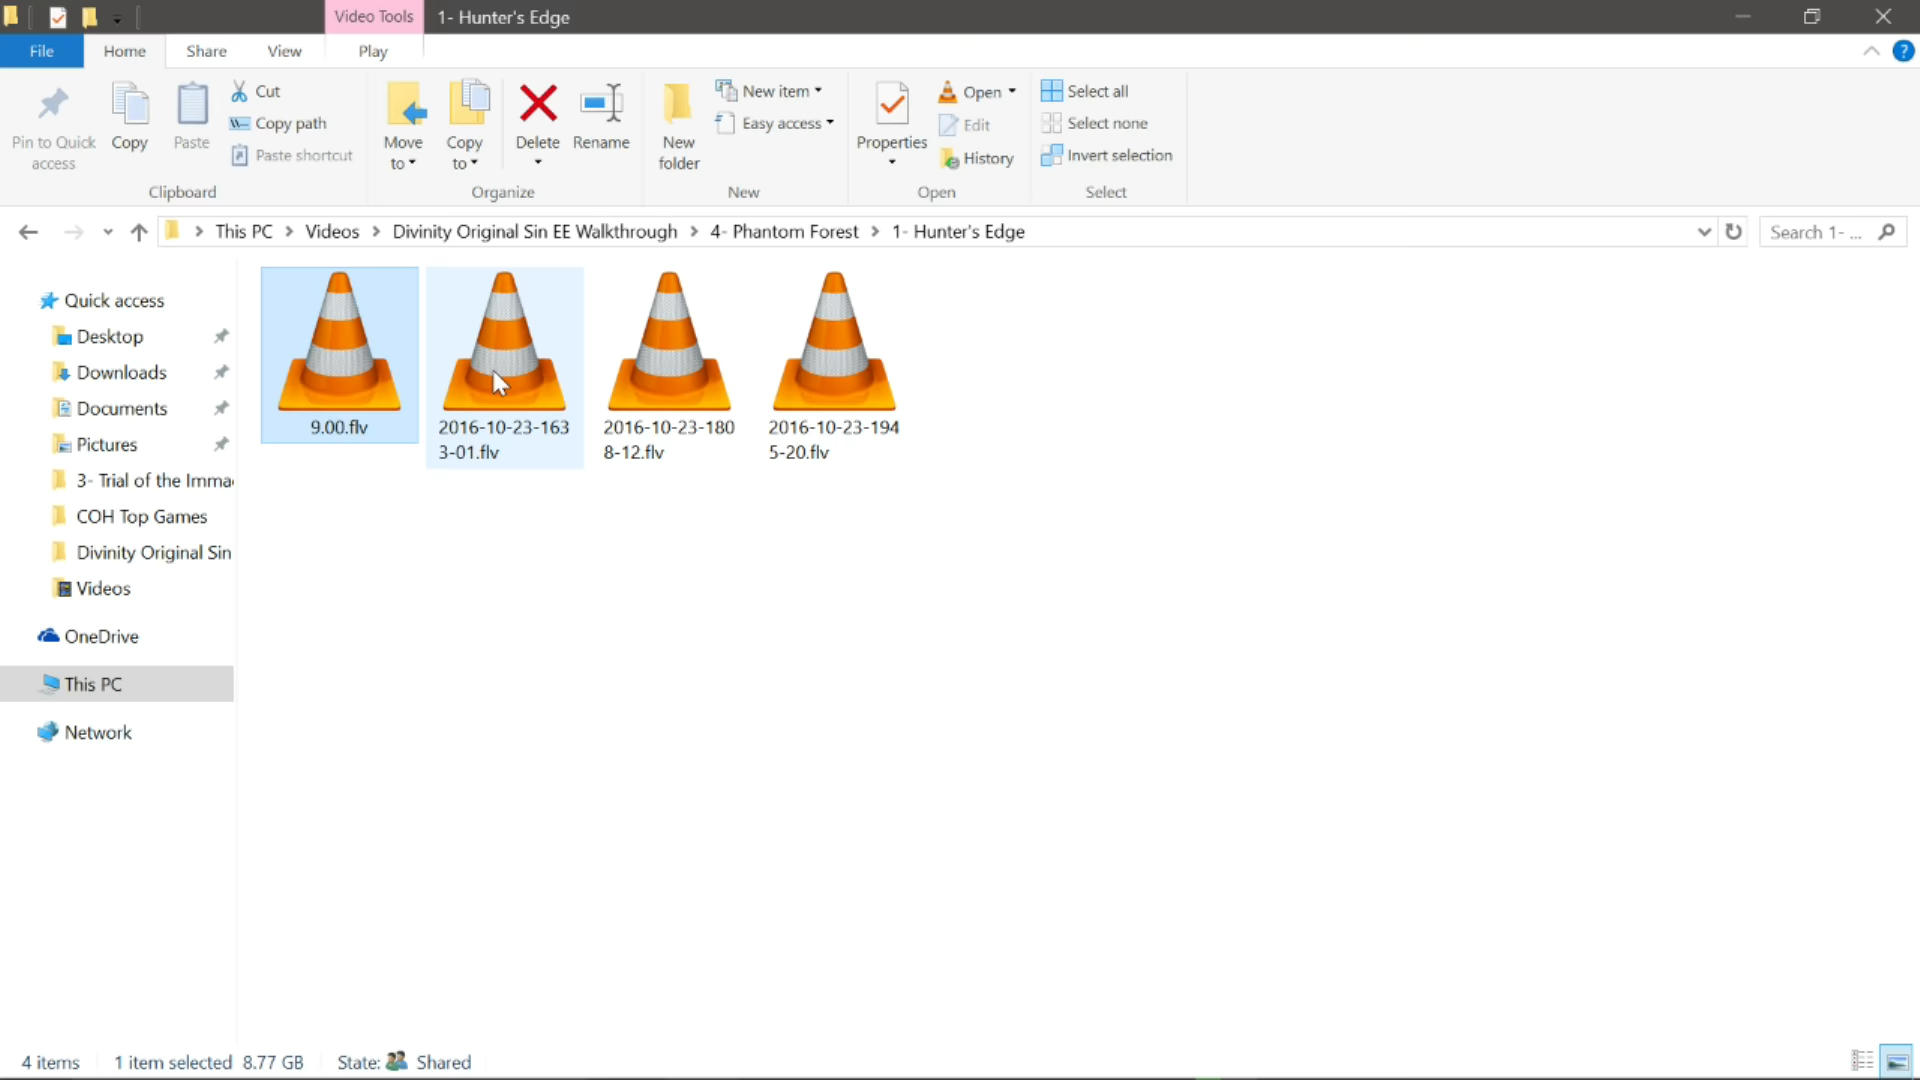 Video Tools 1- Hunter's Edge
File Home Share View Play
Pin to Quick access
Copy
Paste
Cut
Copy path
Paste shortcut
Clipboard
Move to
Copy to
Delete
Rename
Organize
New folder
New item
Easy access
New
Properties
Open
Edit
History
Open
Select all
Select none
Invert selection
Select
This PC > Videos > Divinity Original Sin EE Walkthrough > 4- Phantom Forest > 1- Hunter's Edge
Search 1- ...
Quick access
Desktop
Downloads
Documents
Pictures
3- Trial of the Imma
COH Top Games
Divinity Original Sin
Videos
OneDrive
This PC
Network
9.00.flv
2016-10-23-163
3-01.flv
2016-10-23-180
8-12.flv
2016-10-23-194
5-20.flv
4 items 1 item selected 8.77 GB State: Shared